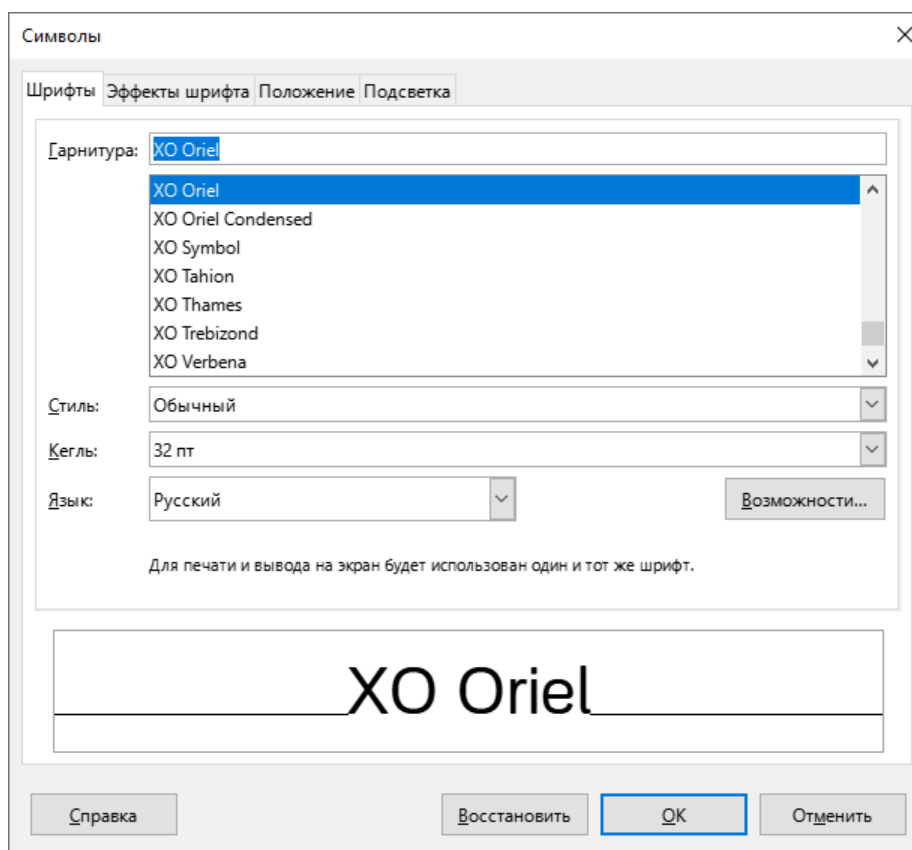 Символы
Шрифты Эффекты шрифта Положение Подсветка
Гарнитура: XO Oriel
XO Oriel
XO Oriel Condensed
XO Symbol
XO Tahion
XO Thames
XO Trebizond
XO Verbena
Стиль: Обычный
Кегль: 32 пт
Язык: Русский Возможности...
Для печати и вывода на экран будет использован один и тот же шрифт.
XO Oriel
Справка Восстановить OK Отменить